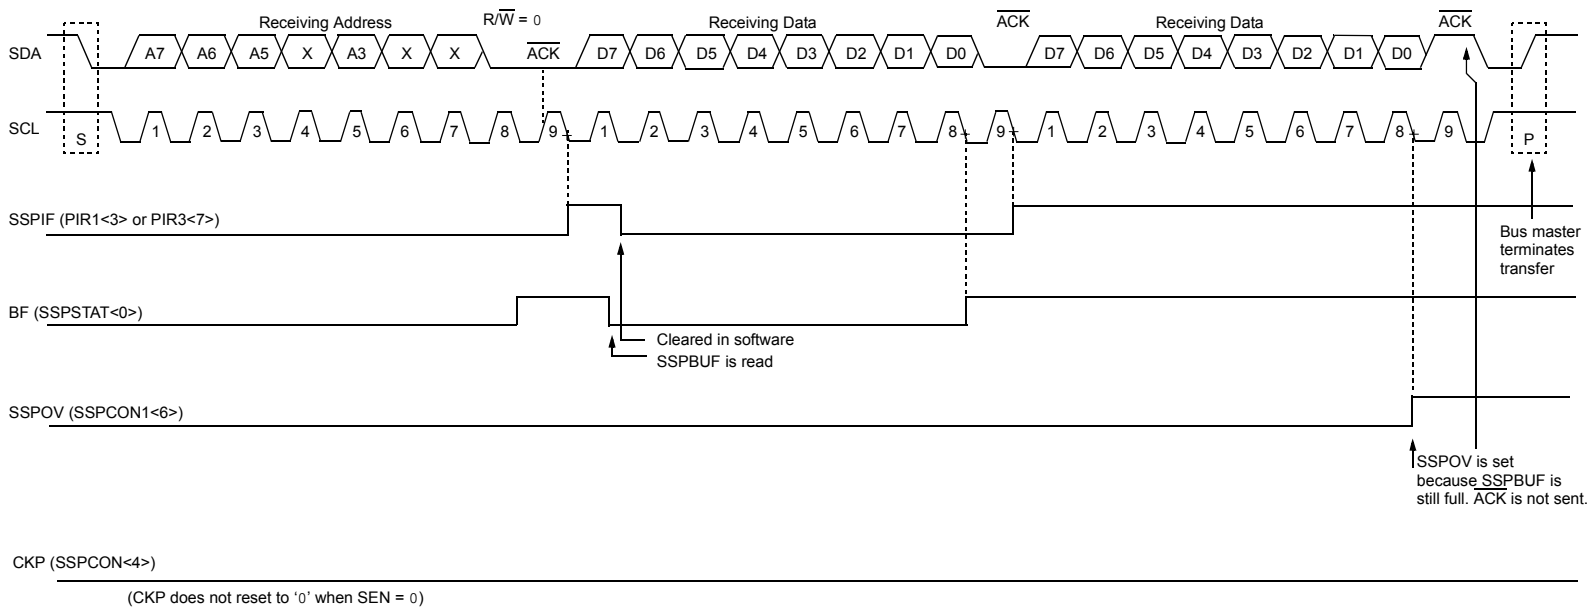 Receiving Address R/W = 0 Receiving Data ACK Receiving Data ACK
SDA A7 A6 A5 X A3 X X ACK D7 D6 D5 D4 D3 D2 D1 D0 D7 D6 D5 D4 D3 D2 D1 D0
SCL S 1 2 3 4 5 6 7 8 9 1 2 3 4 5 6 7 8 9 1 2 3 4 5 6 7 8 9 P
SSPIF (PIR1<3> or PIR3<7>)
Bus master
terminates
transfer
BF (SSPSTAT<0>)
Cleared in software
SSPBUF is read
SSPOV (SSPCON1<6>)
SSPOV is set
because SSPBUF is
still full. ACK is not sent.
CKP (SSPCON<4>)
(CKP does not reset to ‘0’ when SEN = 0)